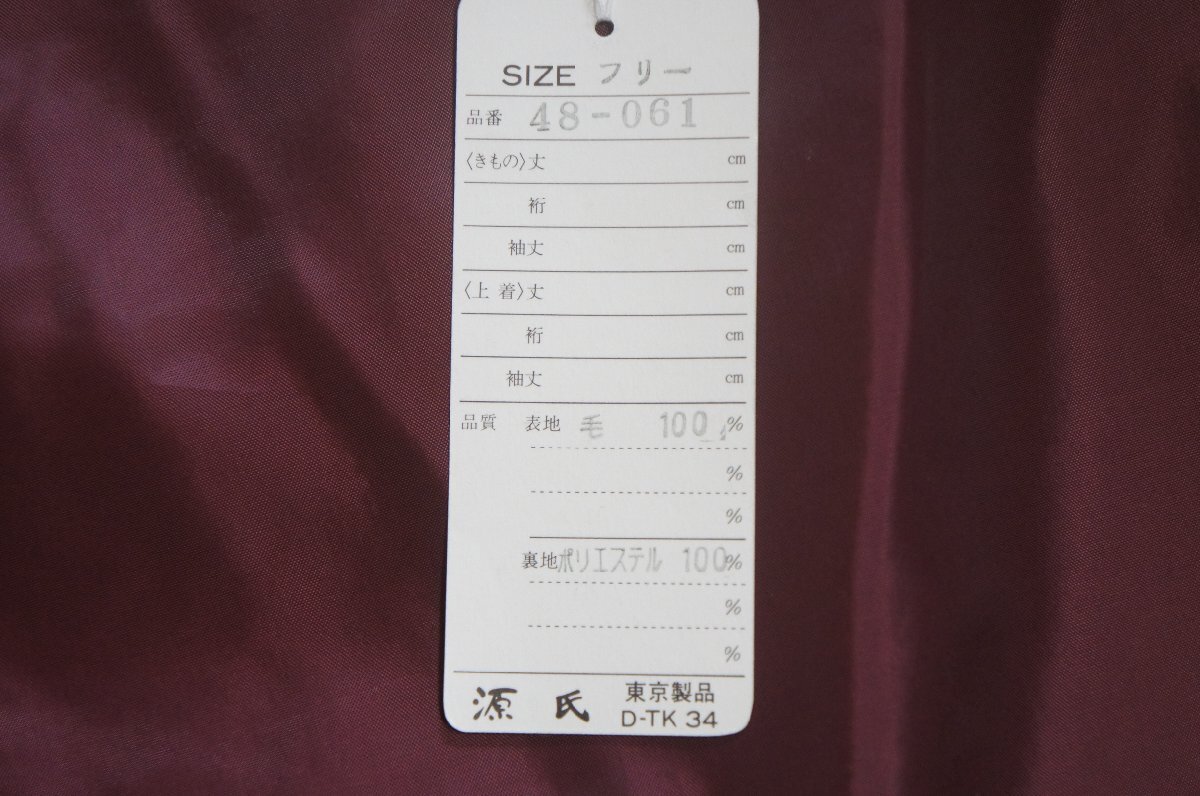 SIZE フリー
品番 48-061
〈きもの〉丈 cm
裄 cm
袖丈 cm
〈上着〉丈 cm
裄 cm
袖丈 cm
品質 表地 毛 100%
%
%
裏地 ポリエステル 100%
%
%
源氏 東京製品
D-TK 34